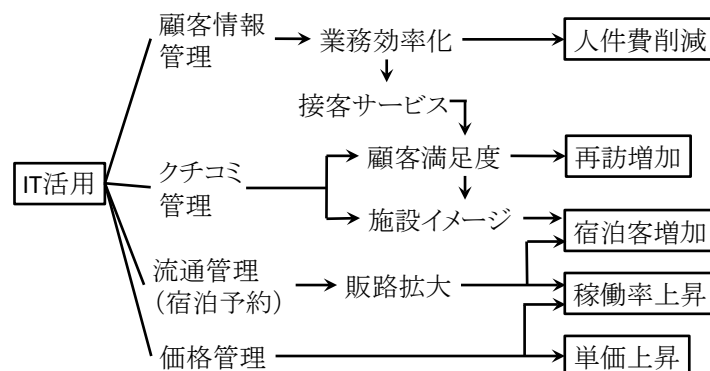 顧客情報
管理
業務効率化
人件費削減
接客サービス
IT活用
クチコミ
管理
顧客満足度
再訪増加
施設イメージ
宿泊客増加
流通管理
（宿泊予約）
販路拡大
稼働率上昇
価格管理
単価上昇